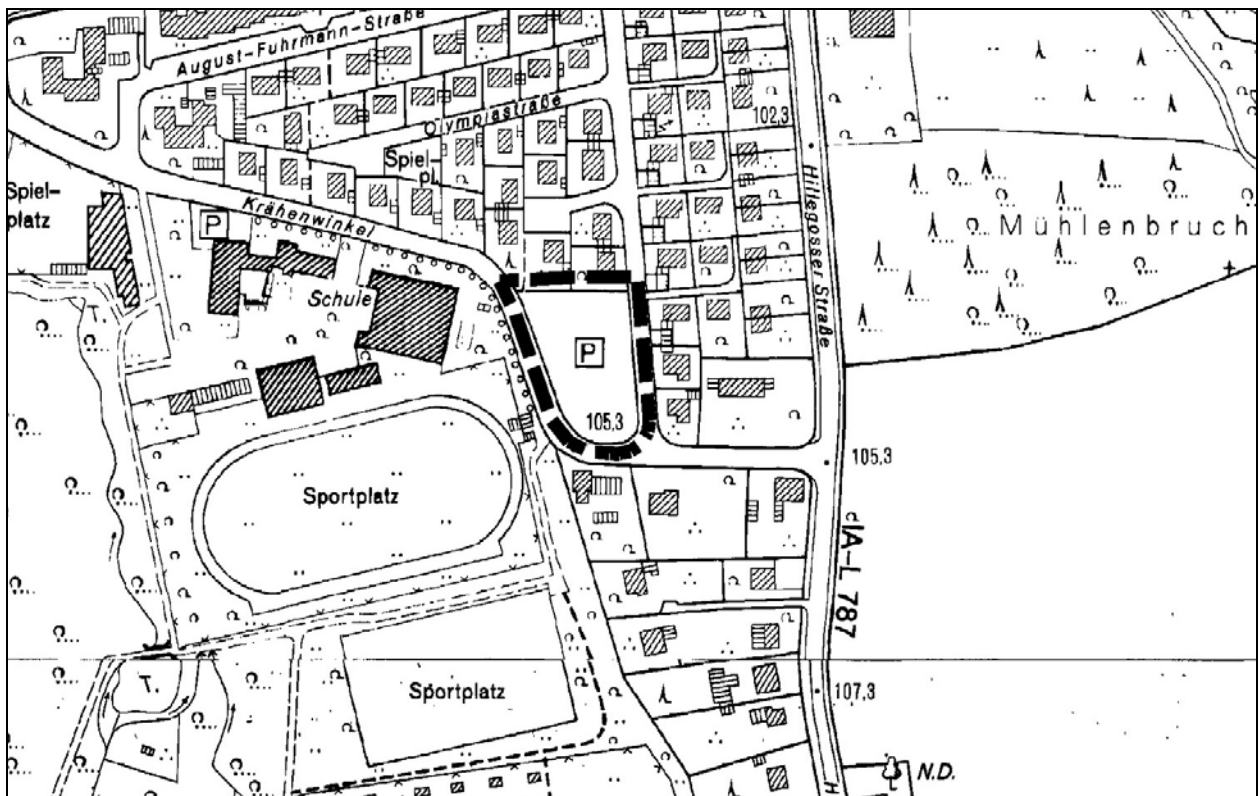 August-Fuhrmann-Straße
Olympiastraße
102,3
Spiel-
pl.
Spiel-
platz
P
Krähenwinkel
Hillegosser Straße
Mühlenbruch
Schule
T.
P
105,3
105,3
Sportplatz
L 787
T.
Sportplatz
107,3
N.D.
H